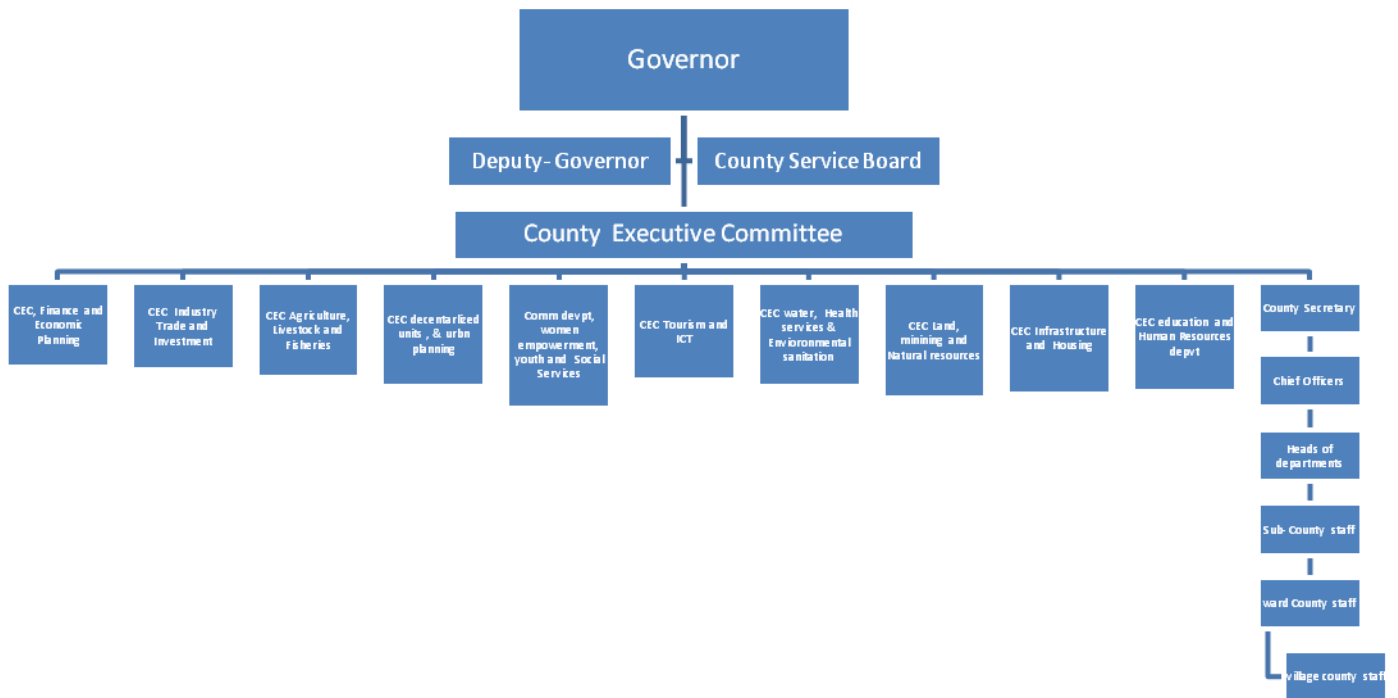 Governor
Deputy- Governor
County Service Board
County Executive Committee
CEC, Finance and
Economic
Planning
CEC Industry
Trade and
Investment
CEC Agriculture,
Livestock and
Fisheries
CEC decentarlized
units , & urbn
planning
Comm devpt,
women
empowerment,
youth and Social
Services
CEC Tourism and
ICT
CEC water, Health
services &
Envioronmental
sanitation
CEC Land,
minining and
Natural resources
CEC Infrastructure
and Housing
CEC education and
Human Resources
depvt
County Secretary
Chief Officers
Heads of
departments
Sub- County staff
ward County staff
village county staff